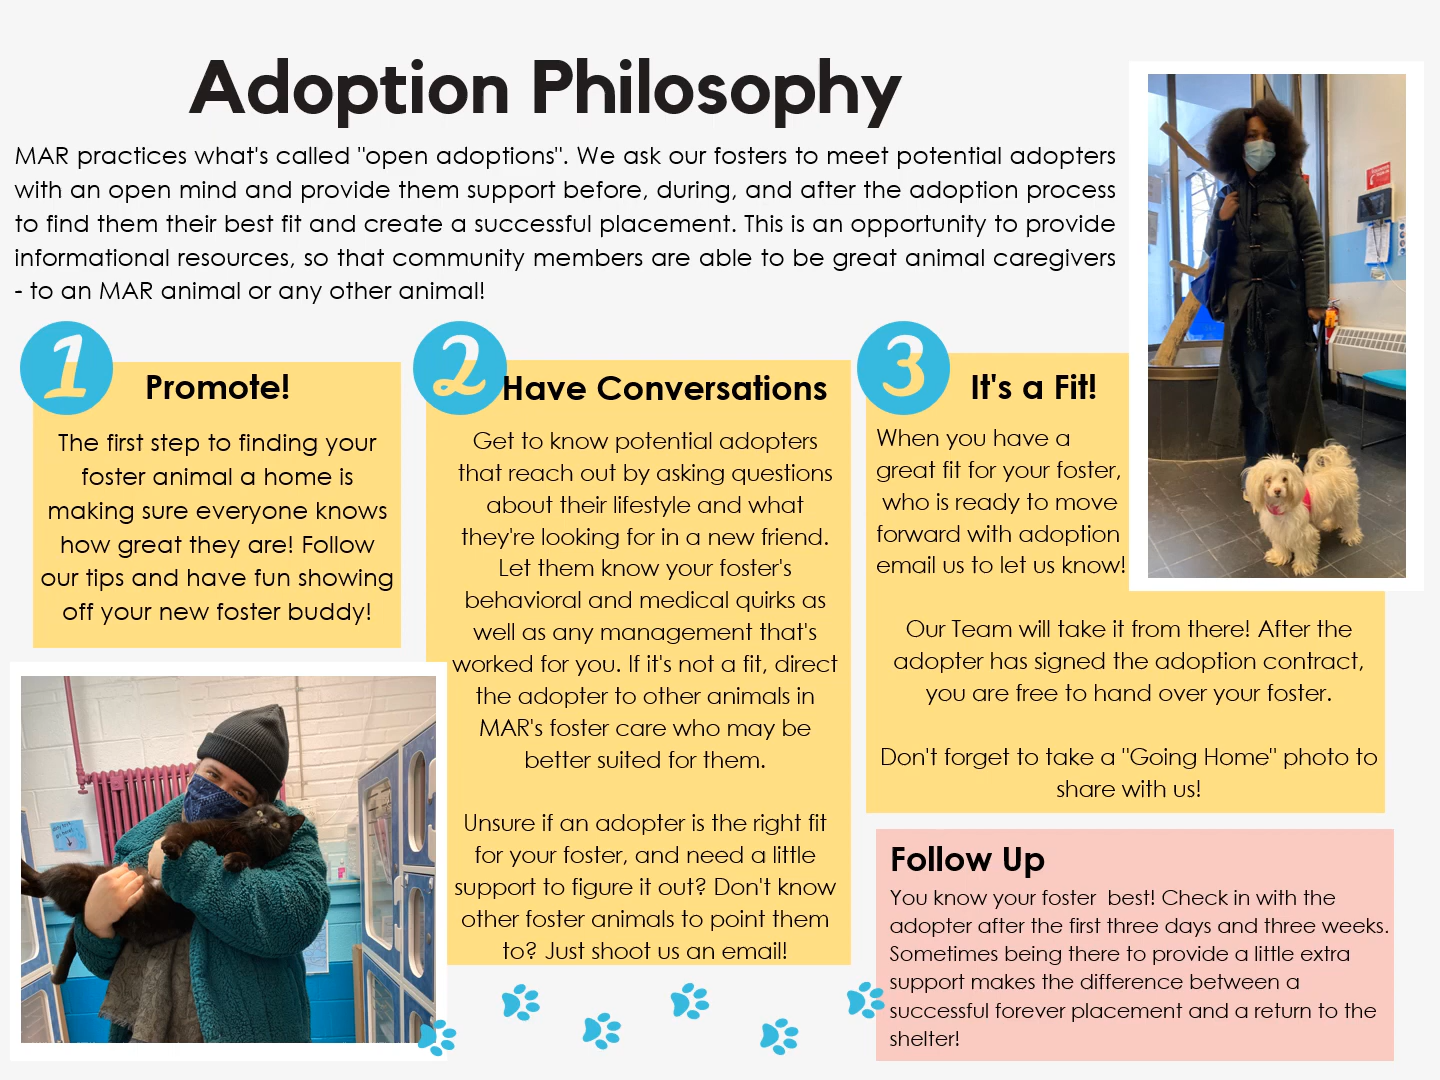 Adoption Philosophy
MAR practices what's called "open adoptions". We ask our fosters to meet potential adopters
with an open mind and provide them support before, during, and after the adoption process
to find them their best fit and create a successful placement. This is an opportunity to provide
informational resources, so that community members are able to be great animal caregivers
- to an MAR animal or any other animal!
1
Promote!
The first step to finding your
foster animal a home is
making sure everyone knows
how great they are! Follow
our tips and have fun showing
off your new foster buddy!
2
Have Conversations
Get to know potential adopters
that reach out by asking questions
about their lifestyle and what
they're looking for in a new friend.
Let them know your foster's
behavioral and medical quirks as
well as any management that's
worked for you. If it's not a fit, direct
the adopter to other animals in
MAR's foster care who may be
better suited for them.
Unsure if an adopter is the right fit
for your foster, and need a little
support to figure it out? Don't know
other foster animals to point them
to? Just shoot us an email!
3
It's a Fit!
When you have a
great fit for your foster,
who is ready to move
forward with adoption
email us to let us know!
Our Team will take it from there! After the
adopter has signed the adoption contract,
you are free to hand over your foster.
Don't forget to take a "Going Home" photo to
share with us!
Follow Up
You know your foster  best! Check in with the
adopter after the first three days and three weeks.
Sometimes being there to provide a little extra
support makes the difference between a
successful forever placement and a return to the
shelter!